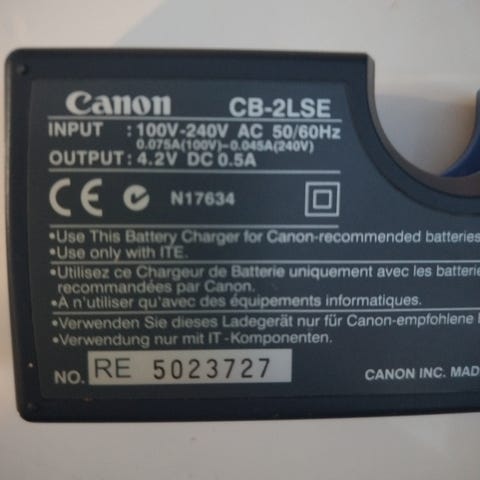 Canon CB-2LSE
INPUT : 100V-240V AC 50/60Hz
0.075A(100V)-0.045A(240V)
OUTPUT : 4.2V DC 0.5A
CE N17634
•Use This Battery Charger for Canon-recommended batteries
•Use only with ITE.
•Utilisez ce Chargeur de Batterie uniquement avec les batterie
recommandées par Canon.
•À n'utiliser qu'avec des équipements informatiques.
•Verwenden Sie dieses Ladegerät nur für Canon-empfohlene
•Verwendung nur mit IT-Komponenten.
NO. RE 5023727 CANON INC. MAD